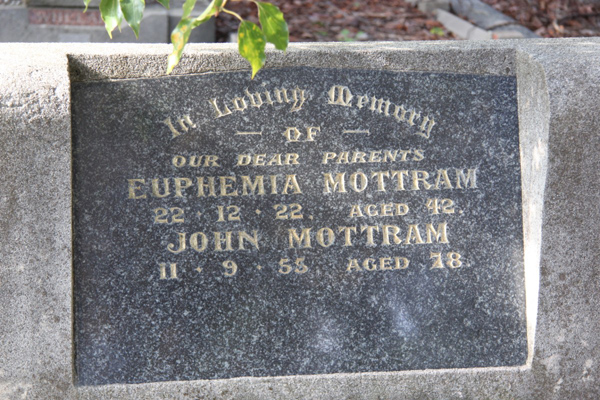 In Loving Memory
OF
OUR DEAR PARENTS
EUPHEMIA MOTTRAM
22 · 12 · 22. AGED 42.
JOHN MOTTRAM
11 · 9 · 55. AGED 78.